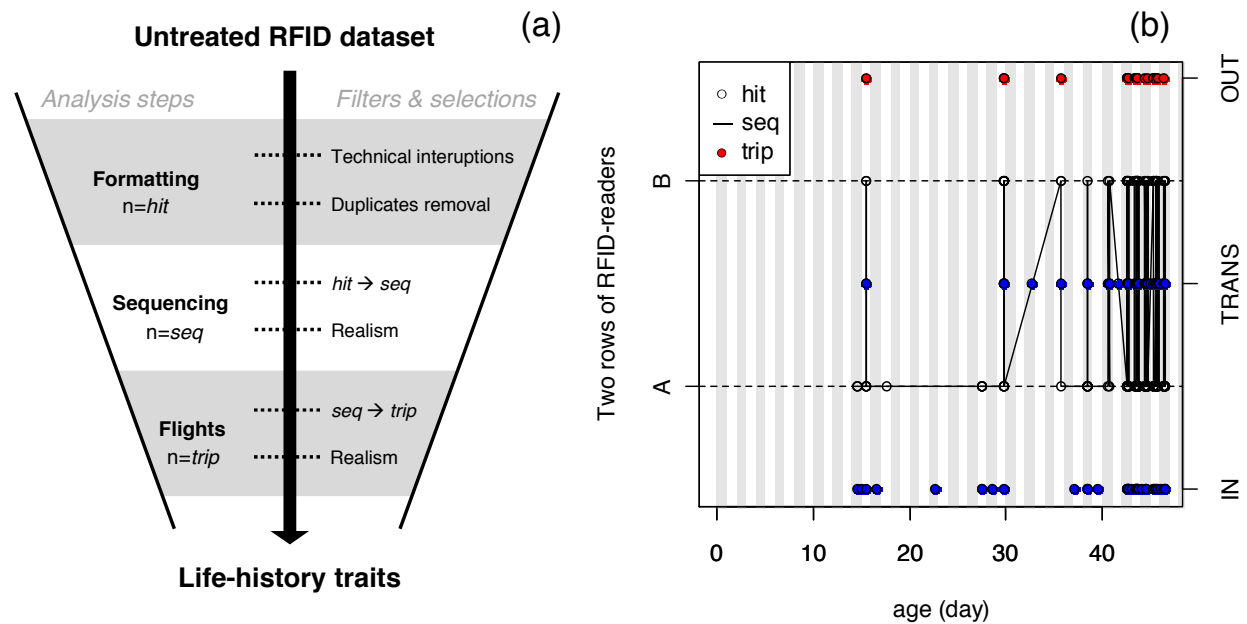 (a)
Untreated RFID dataset
Analysis steps
Filters & selections
Formatting
n=hit
Technical interuptions
Duplicates removal
Sequencing
n=seq
hit → seq
Realism
Flights
n=trip
seq → trip
Realism
Life-history traits
(b)
hit
seq
trip
Two rows of RFID-readers
A
B
IN
TRANS
OUT
0 10 20 30 40
age (day)